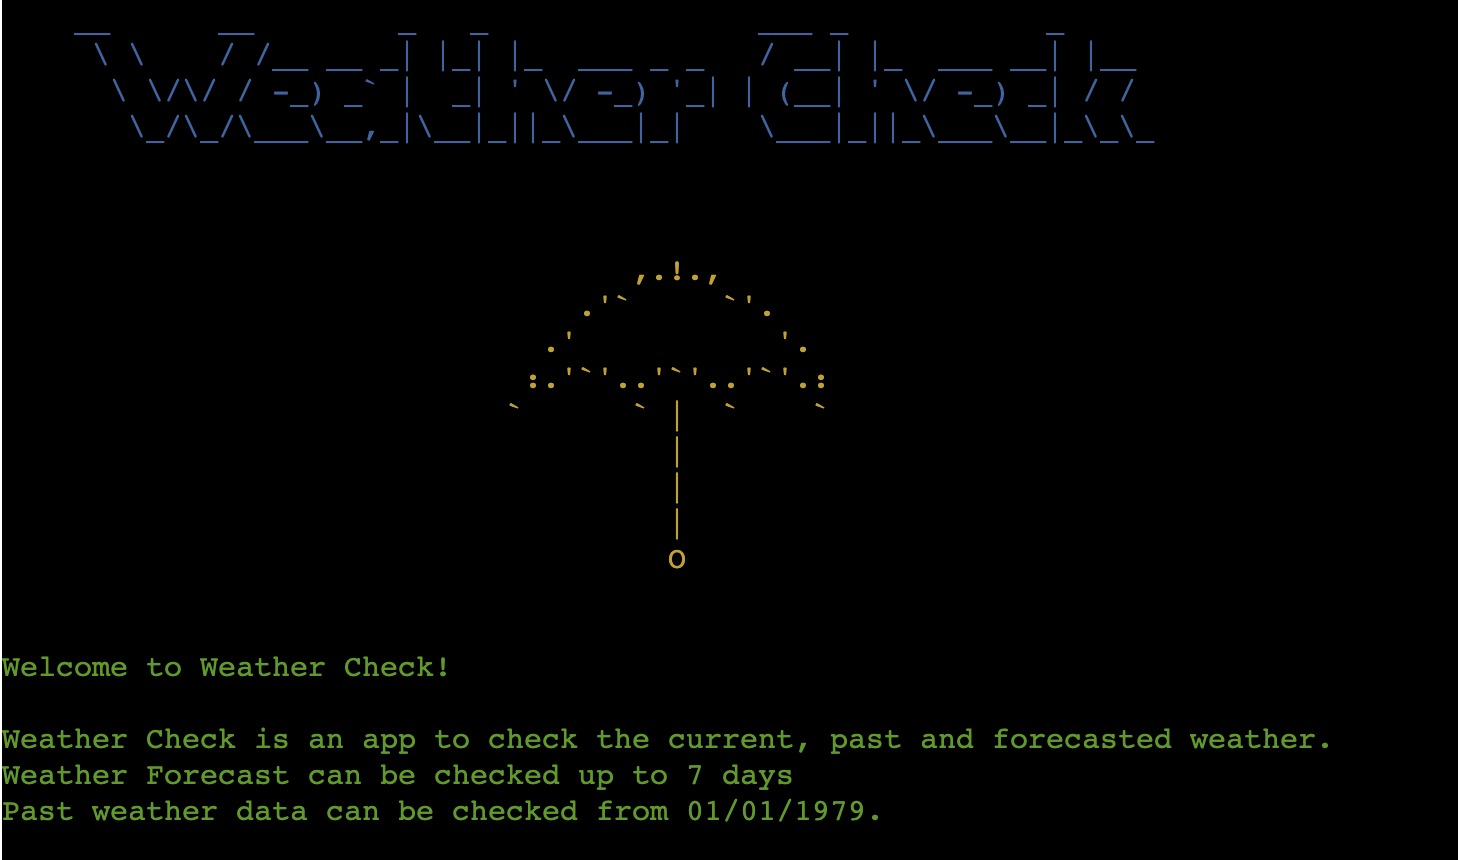 Weather Check
Welcome to Weather Check!
Weather Check is an app to check the current, past and forecasted weather.
Weather Forecast can be checked up to 7 days
Past weather data can be checked from 01/01/1979.